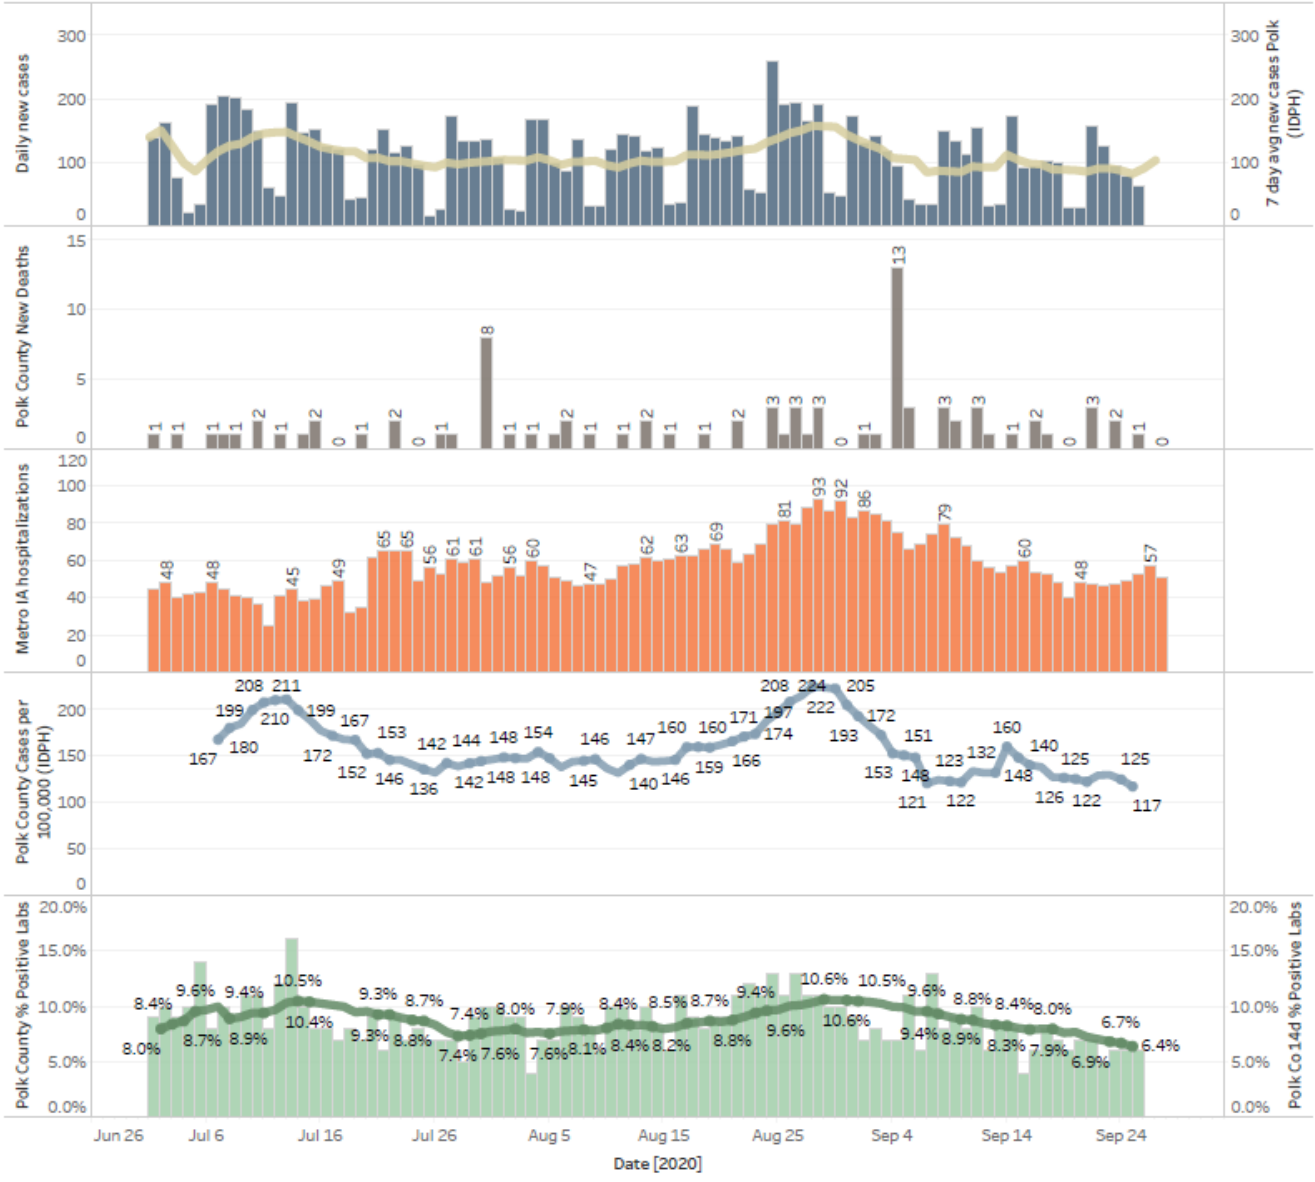 Daily new cases
300
200
100
0
300
200
100
0
7 day avg new cases Polk
(IDPH)
Polk County New Deaths
15
10
5
0
1 1 1 1 1 2 1 1 2 0 1 2 0 1 8 1 1 2 1 1 2 1 1 2 3 3 3 0 1 13 3 3 1 2 0 3 2 1 0
Metro IA hospitalizations
120
100
80
60
40
20
0
48 48 45 49 65 65 56 61 61 56 60 47 62 63 69 81 93 92 86 79 60 48 57
Polk County Cases per
100,000 (IDPH)
200
150
100
50
0
208 211 208 224 205
199 199 167 153 142 144 148 154 146 147 160 160 171 197 222 172 151 160
167 180 210 172 152 146 136 142 148 148 145 140 146 159 166 174 193 153 148 123 132 148 140 125 125
121 122 126 122 117
Polk County % Positive Labs
20.0%
15.0%
10.0%
5.0%
0.0%
8.4% 9.6% 9.4% 10.5% 9.3% 8.7% 7.4% 8.0% 7.9% 8.4% 8.5% 8.7% 9.4% 10.6% 10.5% 9.6% 8.8% 8.4% 8.0% 6.7%
8.0% 8.7% 8.9% 10.4% 9.3% 8.8% 7.4% 7.6% 7.6% 8.1% 8.4% 8.2% 8.8% 9.6% 10.6% 9.4% 8.9% 8.3% 7.9% 6.9% 6.4%
20.0%
15.0%
10.0%
5.0%
0.0%
Polk Co 14d % Positive Labs
Jun 26 Jul 6 Jul 16 Jul 26 Aug 5 Aug 15 Aug 25 Sep 4 Sep 14 Sep 24
Date [2020]